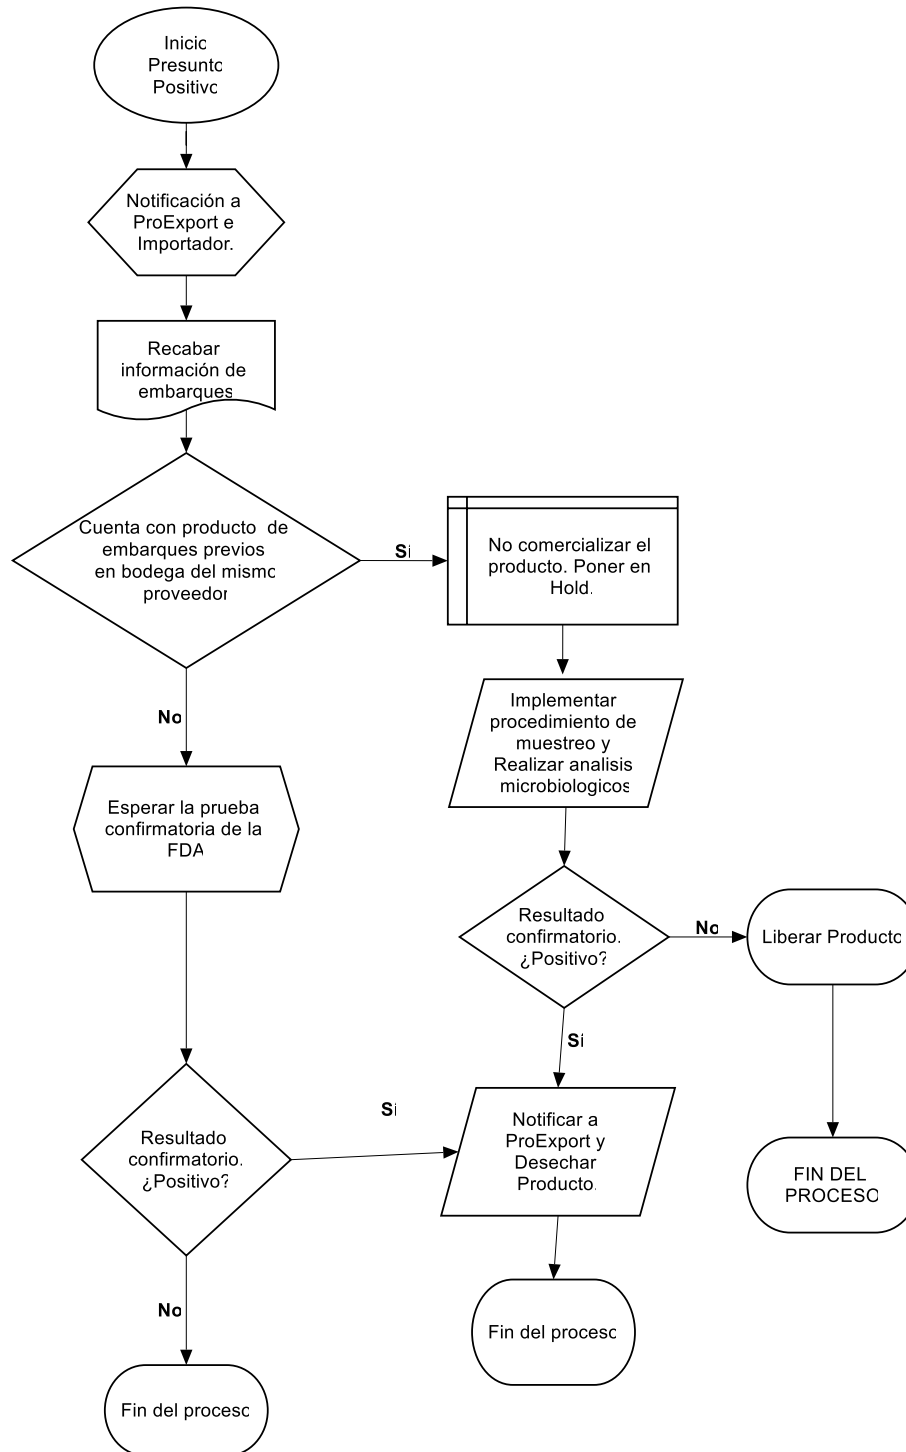 Inicio
Presunto
Positivo
Notificación a
ProExport e
Importador.
Recabar
información de
embarques
Cuenta con producto de
embarques previos
en bodega del mismo
proveedor
Sí
No comercializar el
producto. Poner en
Hold.
No
Implementar
procedimiento de
muestreo y
Realizar analisis
microbiologicos
Esperar la prueba
confirmatoria de la
FDA
Resultado
confirmatorio.
¿Positivo?
No
Liberar Producto
Sí
Sí
Resultado
confirmatorio.
¿Positivo?
Notificar a
ProExport y
Desechar
Producto.
FIN DEL
PROCESO
No
Fin del proceso
Fin del proceso